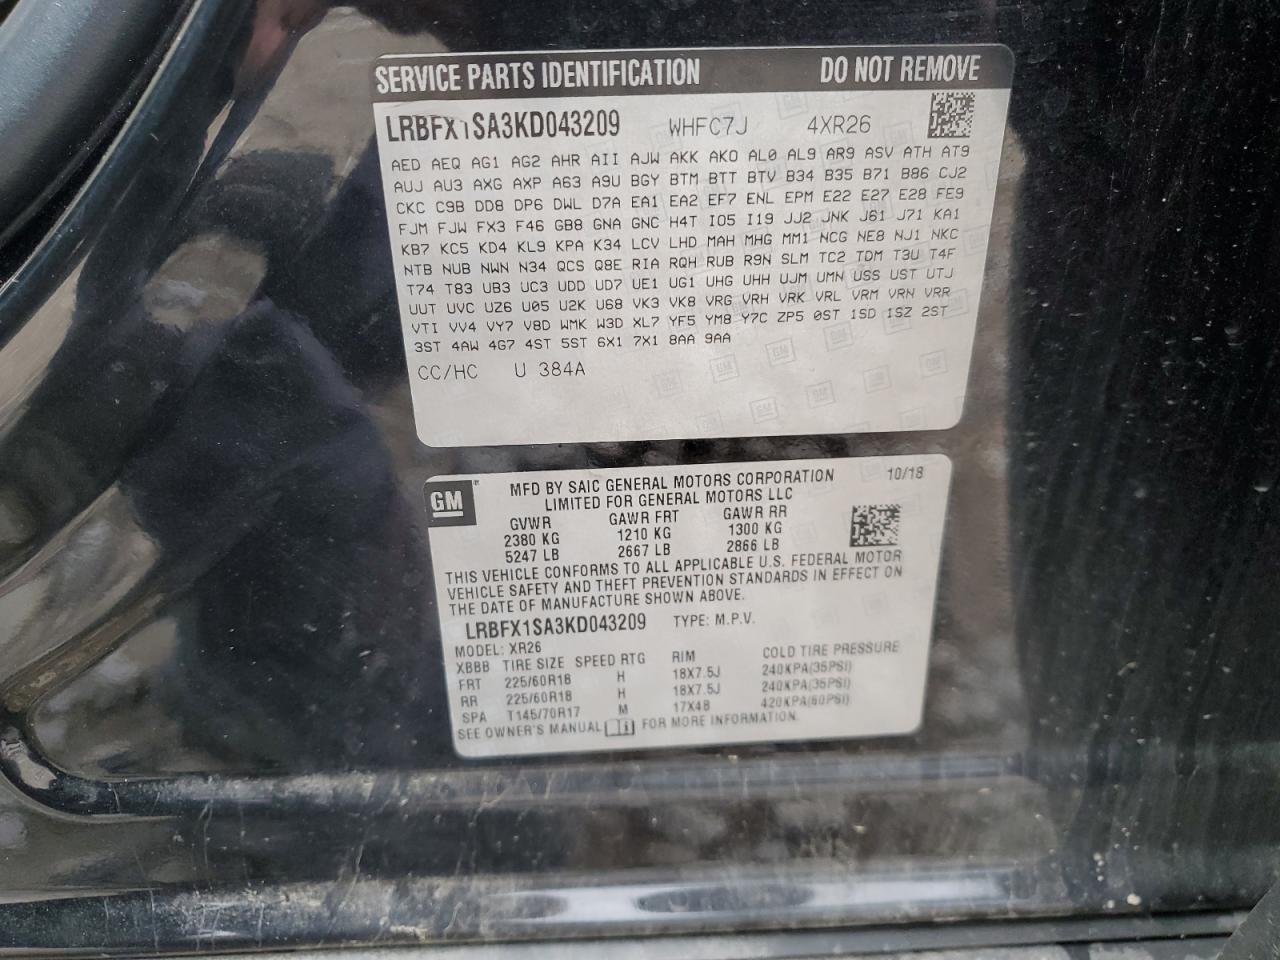 SERVICE PARTS IDENTIFICATION DO NOT REMOVE
LRBFX1SA3KD043209 WHFC7J 4XR26
AED AEQ AG1 AG2 AHR AII AJW AKK AKO AL0 AL9 AR9 ASV ATH AT9
AUJ AU3 AXG AXP A63 A9U BGY BTM BTT BTV B34 B35 B71 B86 CJ2
CKC C9B DD8 DP6 DWL D7A EA1 EA2 EF7 ENL EPM E22 E27 E28 FE9
FJM FJW FX3 F46 GB8 GNA GNC H4T I05 I19 JJ2 JNK J61 J71 KA1
KB7 KC5 KD4 KL9 KPA K34 LCV LHD MAH MHG MM1 NCG NE8 NJ1 NKC
NTB NUB NWN N34 QCS Q8E RIA RQH RUB R9N SLM TC2 TDM T3U T4F
T74 T83 UB3 UC3 UDD UD7 UE1 UG1 UHG UHH UJM UMN USS UST UTJ
UUT UVC UZ6 U05 U2K U68 VK3 VK8 VRG VRH VRK VRL VRM VRN VRR
VTI VV4 VY7 V8D WMK W3D XL7 YF5 YM8 Y7C ZP5 0ST 1SD 1SZ 2ST
3ST 4AW 4G7 4ST 5ST 6X1 7X1 8AA 9AA
CC/HC U 384A
GM MFD BY SAIC GENERAL MOTORS CORPORATION 10/18
LIMITED FOR GENERAL MOTORS LLC
GVWR GAWR FRT GAWR RR
2380 KG 1210 KG 1300 KG
5247 LB 2667 LB 2866 LB
THIS VEHICLE CONFORMS TO ALL APPLICABLE U.S. FEDERAL MOTOR
VEHICLE SAFETY AND THEFT PREVENTION STANDARDS IN EFFECT ON
THE DATE OF MANUFACTURE SHOWN ABOVE.
LRBFX1SA3KD043209 TYPE: M.P.V.
MODEL: XR26
XBBB TIRE SIZE SPEED RTG RIM COLD TIRE PRESSURE
FRT 225/60R18 H 18X7.5J 240KPA(35PSI)
RR 225/60R18 H 18X7.5J 240KPA(35PSI)
SPA T145/70R17 M 17X4B 420KPA(60PSI)
SEE OWNER'S MANUAL FOR MORE INFORMATION.